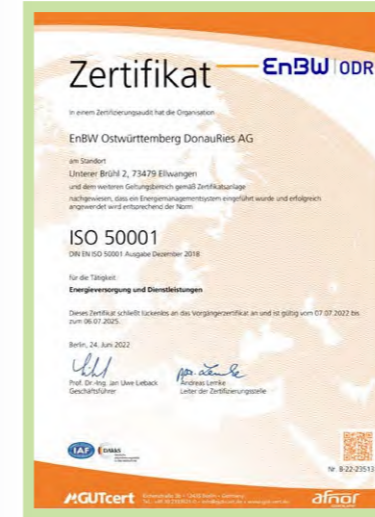 Zertifikat
EnBW ODR
In einem Zertifizierungsaudit hat die Organisation
EnBW Ostwürttemberg DonauRies AG
am Standort
Unterer Brühl 2, 73479 Ellwangen
und dem weiteren Geltungsbereich gemäß Zertifikatsanlage
nachgewiesen, dass ein Energiemanagementsystem eingeführt wurde und erfolgreich
angewendet wird entsprechend der Norm
ISO 50001
DIN EN ISO 50001 Ausgabe Dezember 2018
Für die Tätigkeit:
Energieversorgung und Dienstleistungen
Dieses Zertifikat schließt lückenlos an das Vorgängerzertifikat an und ist gültig vom 07.07.2022 bis
zum 06.07.2025.
Berlin, 24. Juni 2022
Prof. Dr.-Ing. Jan Uwe Lieback
Geschäftsführer
ppa. Lemke
Andreas Lemke
Leiter der Zertifizierungsstelle
IAF
DAkkS
Nr. 8-22-23513
GUTcert
afnor